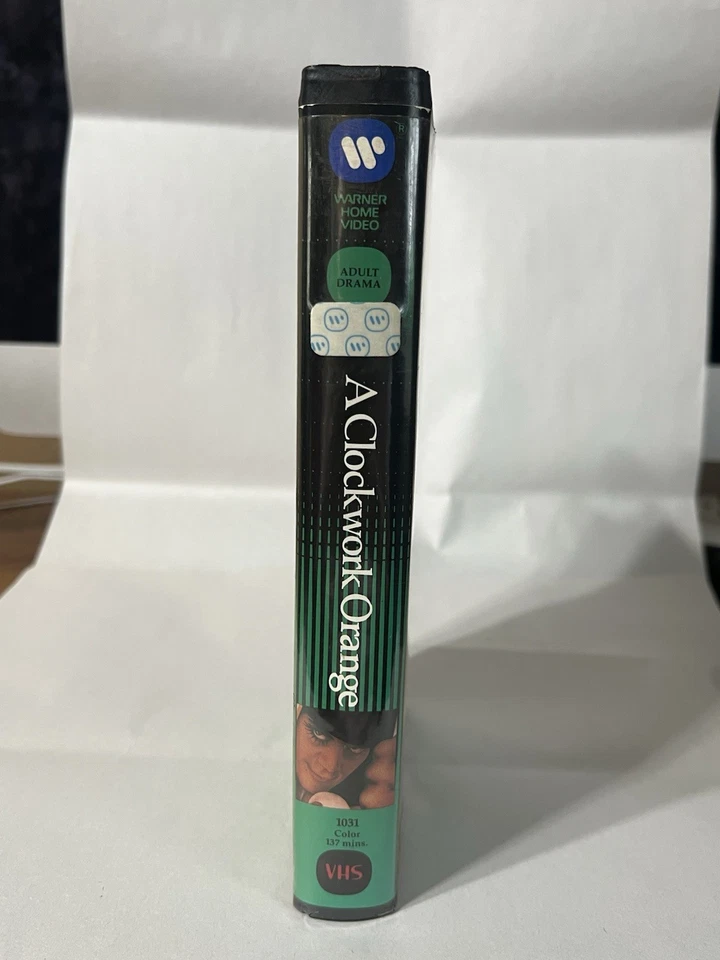 WARNER
HOME
VIDEO
ADULT
DRAMA
A Clockwork Orange
1031
Color
137 mins.
VHS